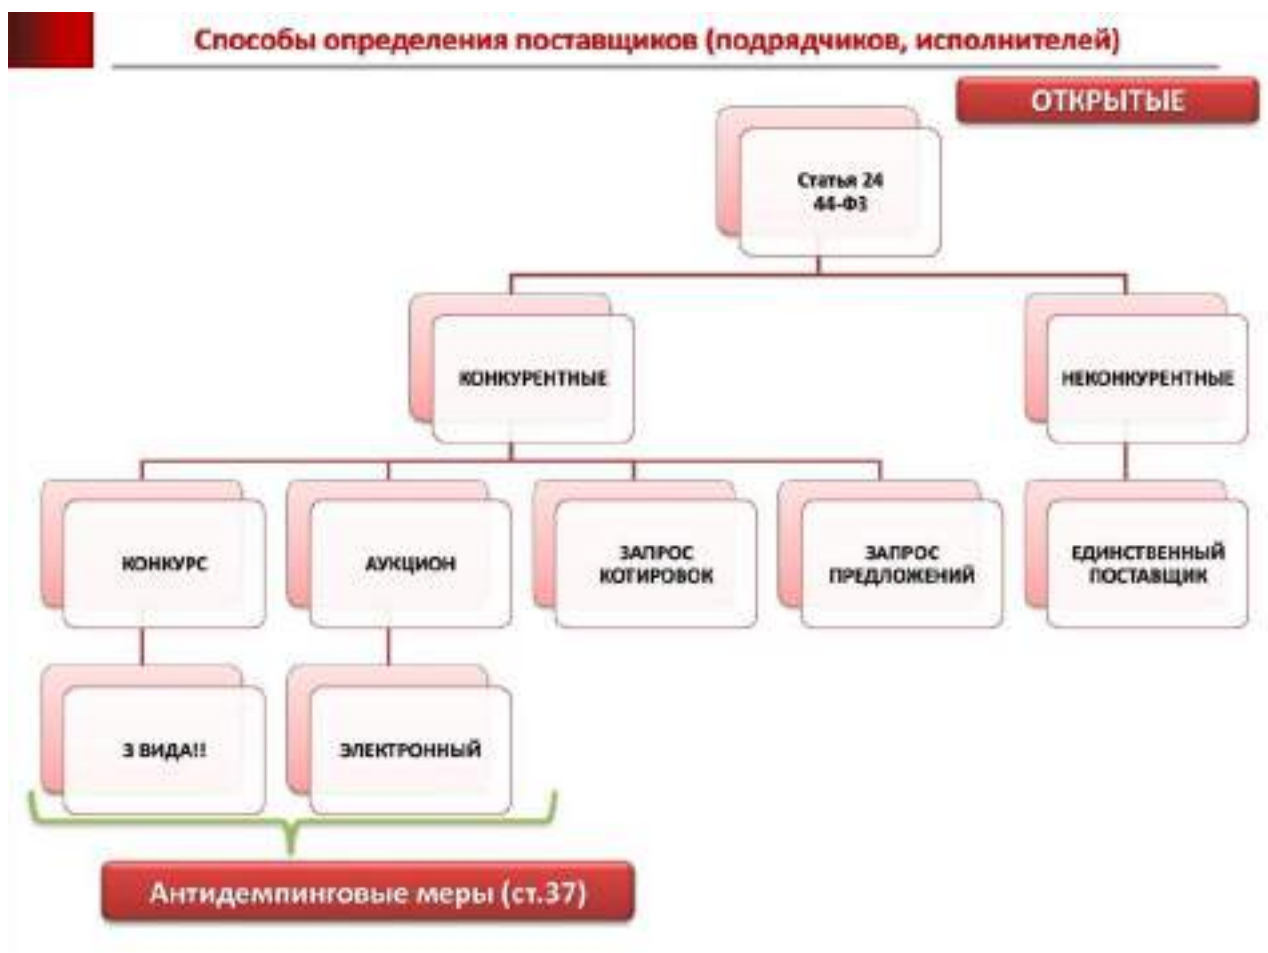 Способы определения поставщиков (подрядчиков, исполнителей)
ОТКРЫТЫЕ
Статья 24
44-ФЗ
КОНКУРЕНТНЫЕ
НЕКОНКУРЕНТНЫЕ
КОНКУРС
АУКЦИОН
ЗАПРОС
КОТИРОВОК
ЗАПРОС
ПРЕДЛОЖЕНИЙ
ЕДИНСТВЕННЫЙ
ПОСТАВЩИК
3 ВИДА!!
ЭЛЕКТРОННЫЙ
Антидемпинговые меры (ст.37)